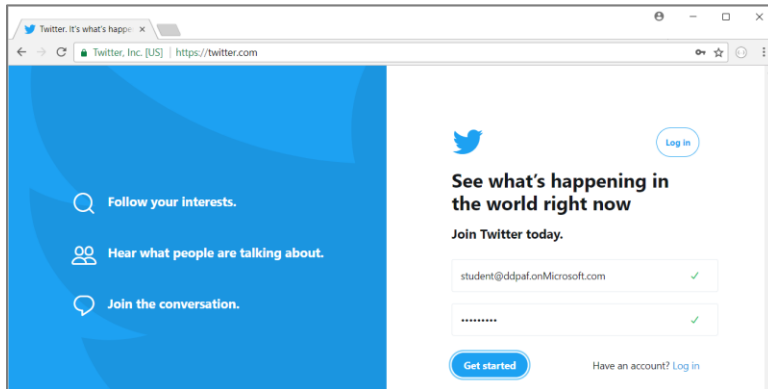 Twitter. It's what's happe
Twitter, Inc. [US] | https://twitter.com
Log in
See what's happening in
the world right now
Follow your interests.
Join Twitter today.
Hear what people are talking about.
student@ddpaf.onMicrosoft.com
Join the conversation.
•••••••••
Get started
Have an account? Log in